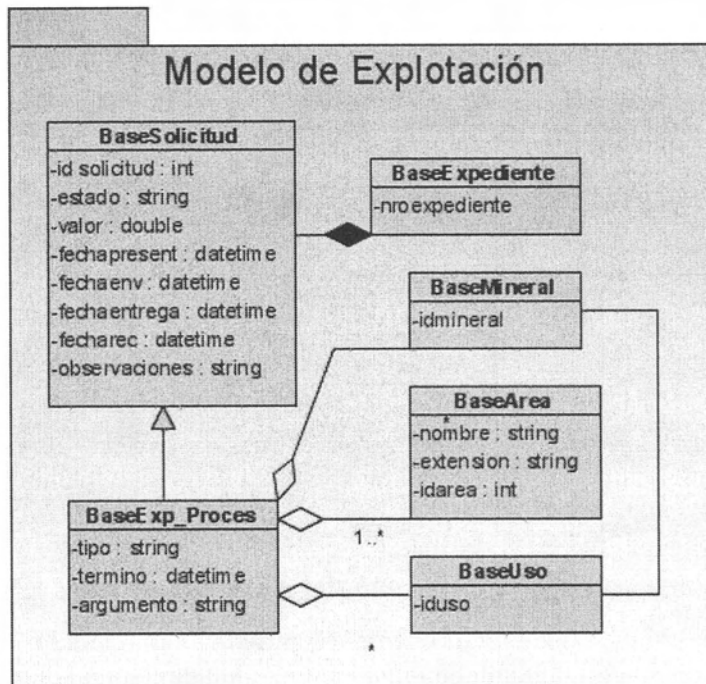 Modelo de Explotación
BaseSolicitud
-id solicitud : int
-estado : string
-valor : double
-fechapresent : datetime
-fechaenv : datetime
-fechaentrega : datetime
-fecharec : datetime
-observaciones : string
BaseExpediente
-nroexpediente
BaseMineral
-idmineral
BaseArea
*
-nombre : string
-extension : string
-idarea : int
BaseExp_Proces
-tipo : string
-termino : datetime
-argumento : string
1..*
BaseUso
-iduso
*